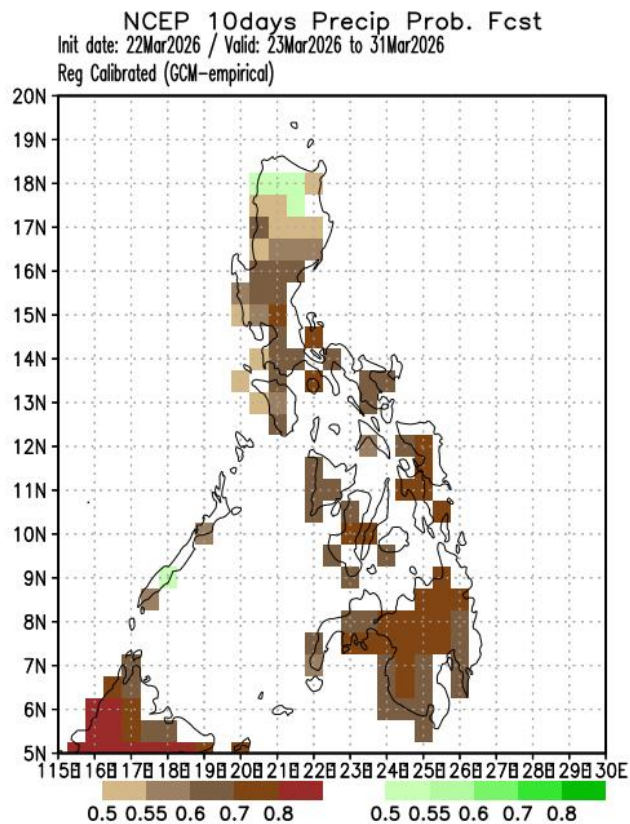 NCEP 10days Precip Prob. Fcst
Init date: 22Mar2026 / Valid: 23Mar2026 to 31Mar2026
Reg Calibrated (GCM-empirical)
20N
19N
18N
17N
16N
15N
14N
13N
12N
11N
10N
9N
8N
7N
6N
5N
115E 116E 117E 118E 119E 120E 121E 122E 123E 124E 125E 126E 127E 128E 129E 130E
0.5 0.55 0.6 0.7 0.8 0.5 0.55 0.6 0.7 0.8